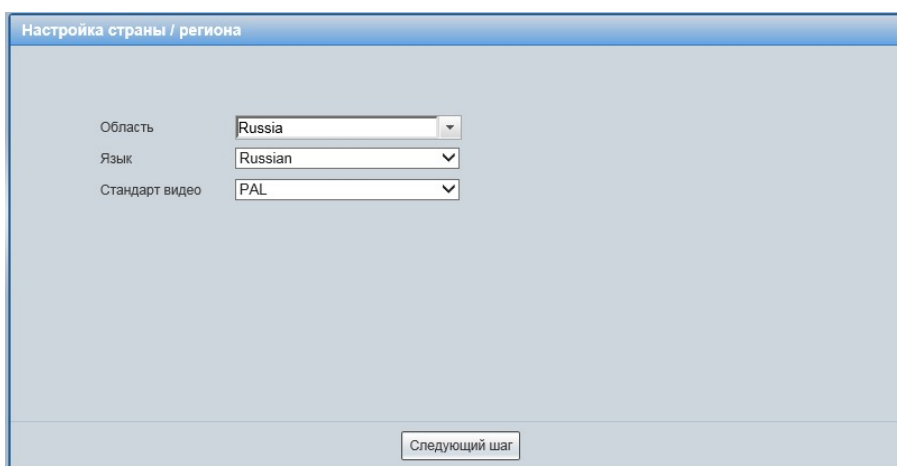 Настройка страны / региона
Область Russia
Язык Russian
Стандарт видео PAL
Следующий шаг